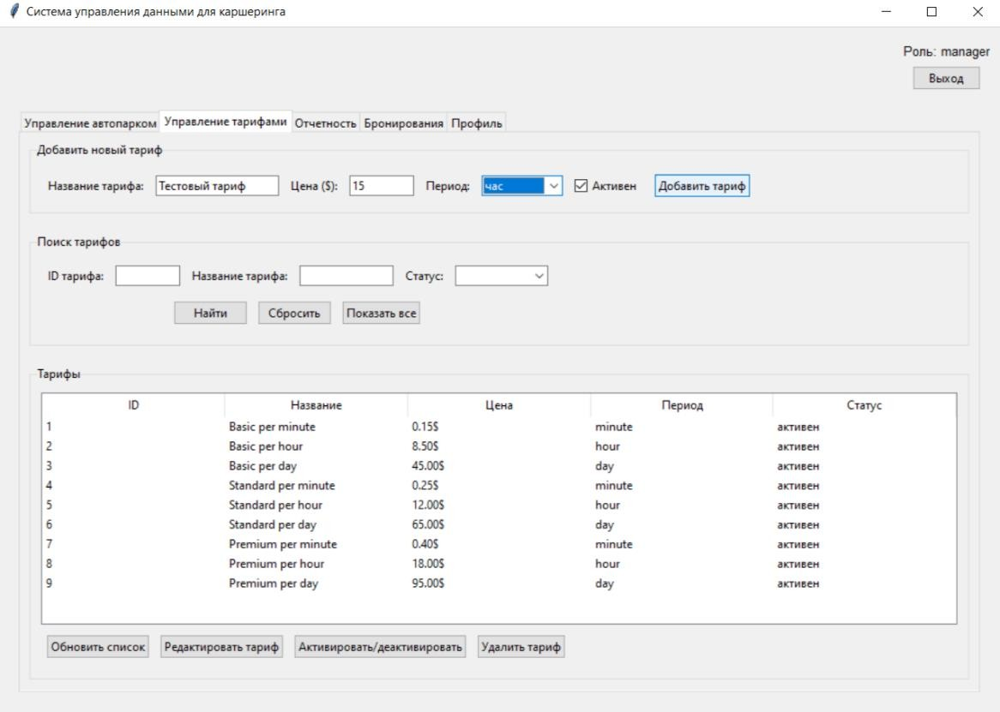 Система управления данными для каршеринга
Роль: manager
Выход
Управление автопарком Управление тарифами Отчетность Бронирования Профиль
Добавить новый тариф
Название тарифа: Тестовый тариф Цена ($): 15 Период: час Активен Добавить тариф
Поиск тарифов
ID тарифа: Название тарифа: Статус:
Найти Сбросить Показать все
Тарифы
ID Название Цена Период Статус
1 Basic per minute 0.15$ minute активен
2 Basic per hour 8.50$ hour активен
3 Basic per day 45.00$ day активен
4 Standard per minute 0.25$ minute активен
5 Standard per hour 12.00$ hour активен
6 Standard per day 65.00$ day активен
7 Premium per minute 0.40$ minute активен
8 Premium per hour 18.00$ hour активен
9 Premium per day 95.00$ day активен
Обновить список Редактировать тариф Активировать/деактивировать Удалить тариф